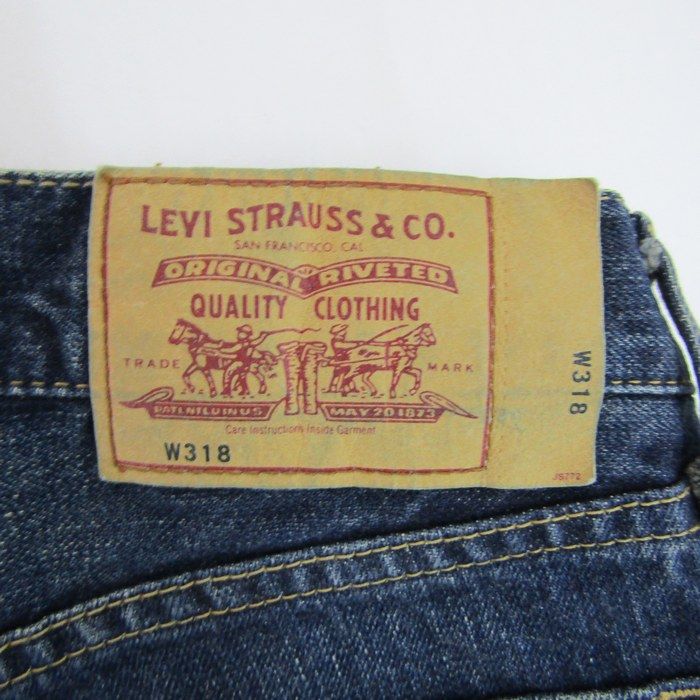 LEVI STRAUSS & CO.
SAN FRANCISCO, CAL
ORIGINAL RIVETED
QUALITY CLOTHING
TRADE MARK
MAY 20 1873
Care Instructions Inside Garment
W318
W318
JS772